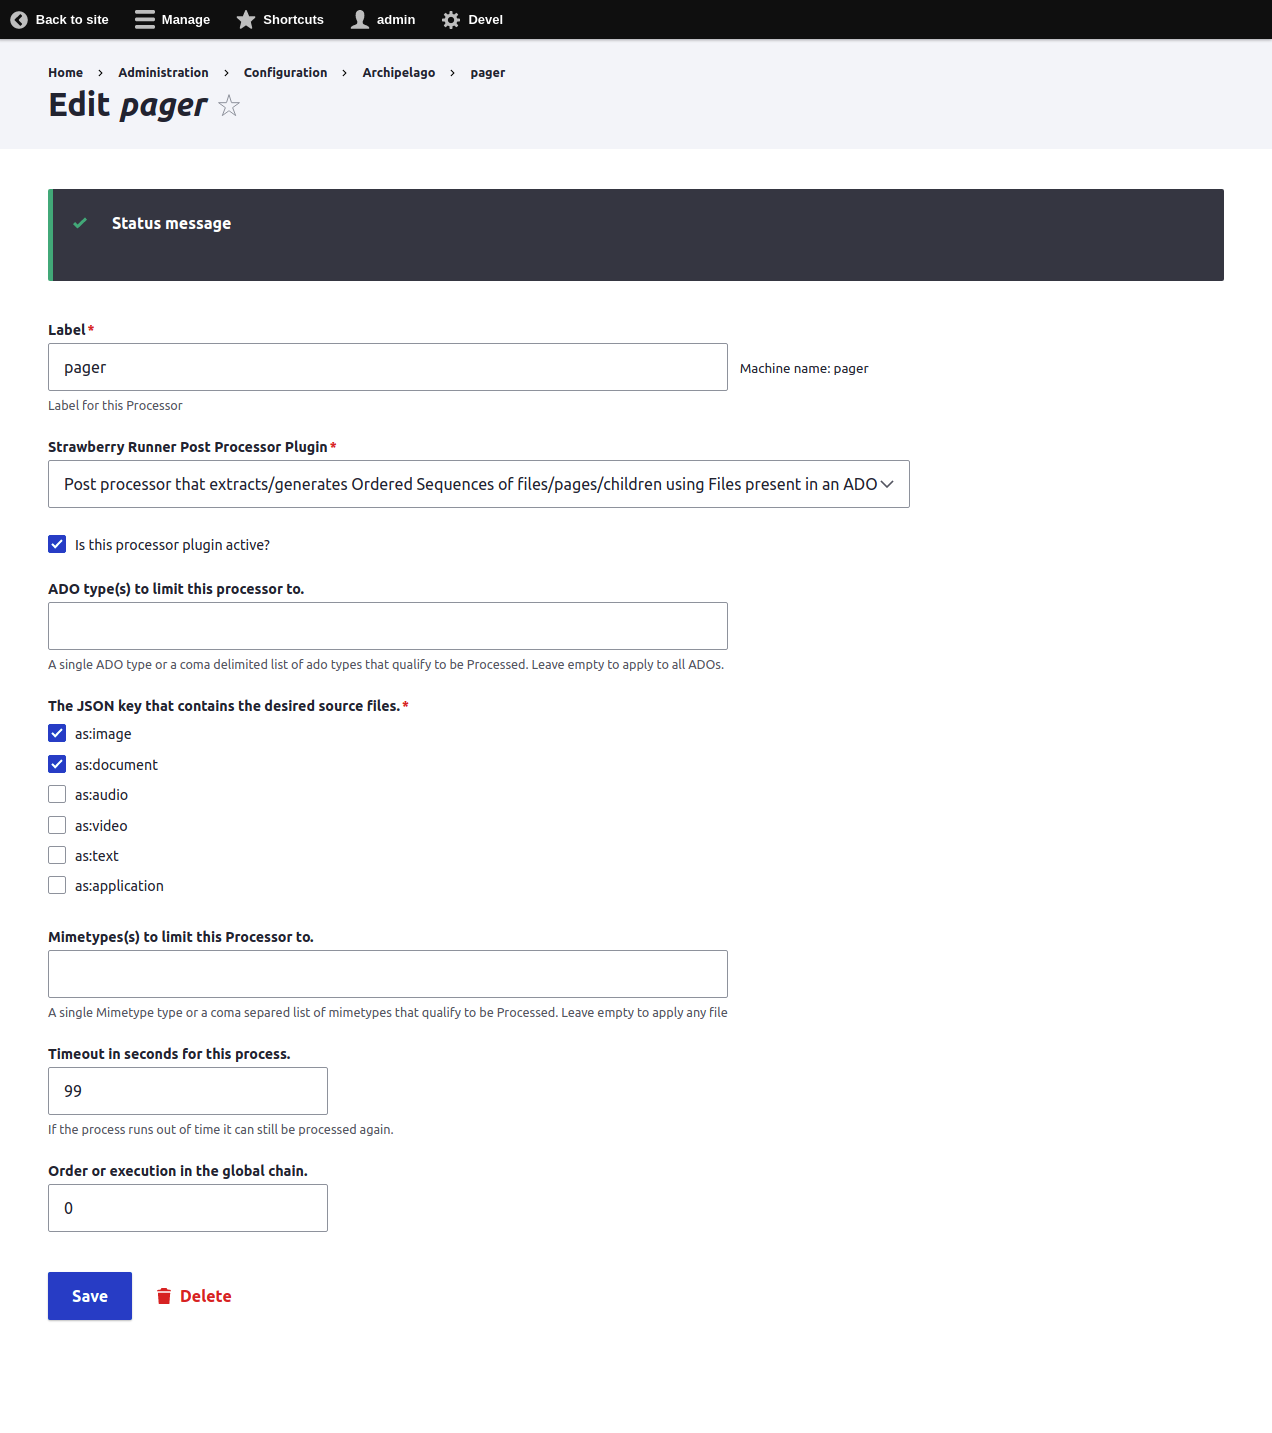 Back to site Manage Shortcuts admin Devel
Home › Administration › Configuration › Archipelago › pager
Edit pager
Status message
Label*
pager
Machine name: pager
Label for this Processor
Strawberry Runner Post Processor Plugin*
Post processor that extracts/generates Ordered Sequences of files/pages/children using Files present in an ADO
Is this processor plugin active?
ADO type(s) to limit this processor to.
A single ADO type or a coma delimited list of ado types that qualify to be Processed. Leave empty to apply to all ADOs.
The JSON key that contains the desired source files.*
as:image
as:document
as:audio
as:video
as:text
as:application
Mimetypes(s) to limit this Processor to.
A single Mimetype type or a coma separed list of mimetypes that qualify to be Processed. Leave empty to apply any file
Timeout in seconds for this process.
99
If the process runs out of time it can still be processed again.
Order or execution in the global chain.
0
Save Delete